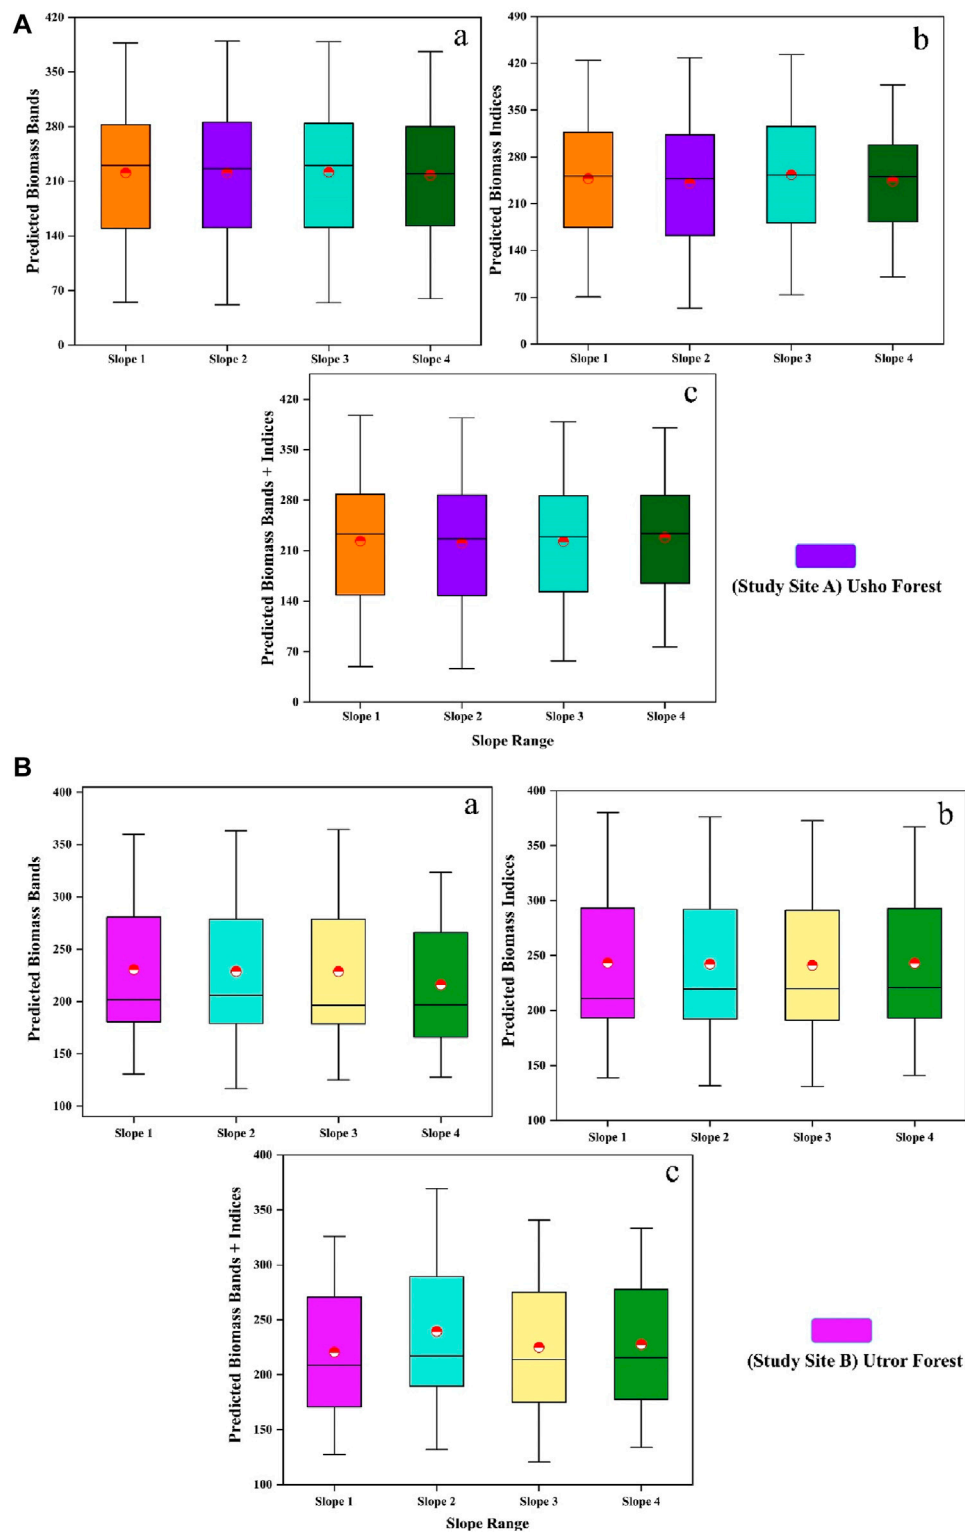 A
a
b
Predicted Biomass Bands
420
350
280
210
140
70
0
Slope 1 Slope 2 Slope 3 Slope 4
Predicted Biomass Indices
490
420
350
280
210
140
70
0
Slope 1 Slope 2 Slope 3 Slope 4
c
Predicted Biomass Bands + Indices
420
350
280
210
140
70
0
Slope 1 Slope 2 Slope 3 Slope 4
Slope Range
(Study Site A) Usho Forest
B
a
b
Predicted Biomass Bands
400
350
300
250
200
150
100
Slope 1 Slope 2 Slope 3 Slope 4
Predicted Biomass Indices
400
350
300
250
200
150
100
Slope 1 Slope 2 Slope 3 Slope 4
c
Predicted Biomass Bands + Indices
400
350
300
250
200
150
100
Slope 1 Slope 2 Slope 3 Slope 4
Slope Range
(Study Site B) Utror Forest